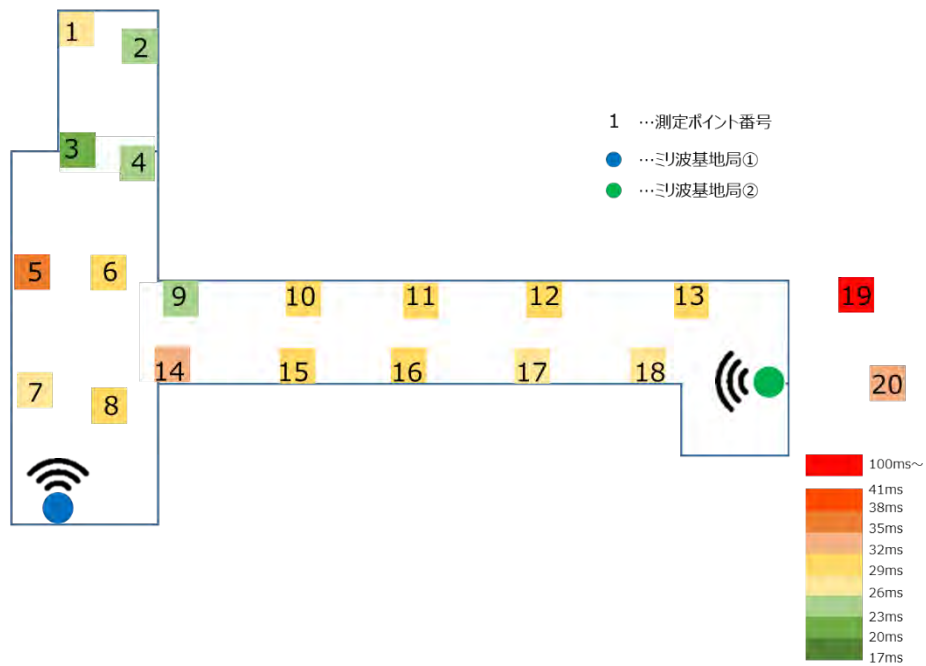 1
2
3
4
1 …測定ポイント番号
…ミリ波基地局①
…ミリ波基地局②
5 6
9 10 11 12 13 19
14 15 16 17 18 20
7 8
100ms～
41ms
38ms
35ms
32ms
29ms
26ms
23ms
20ms
17ms